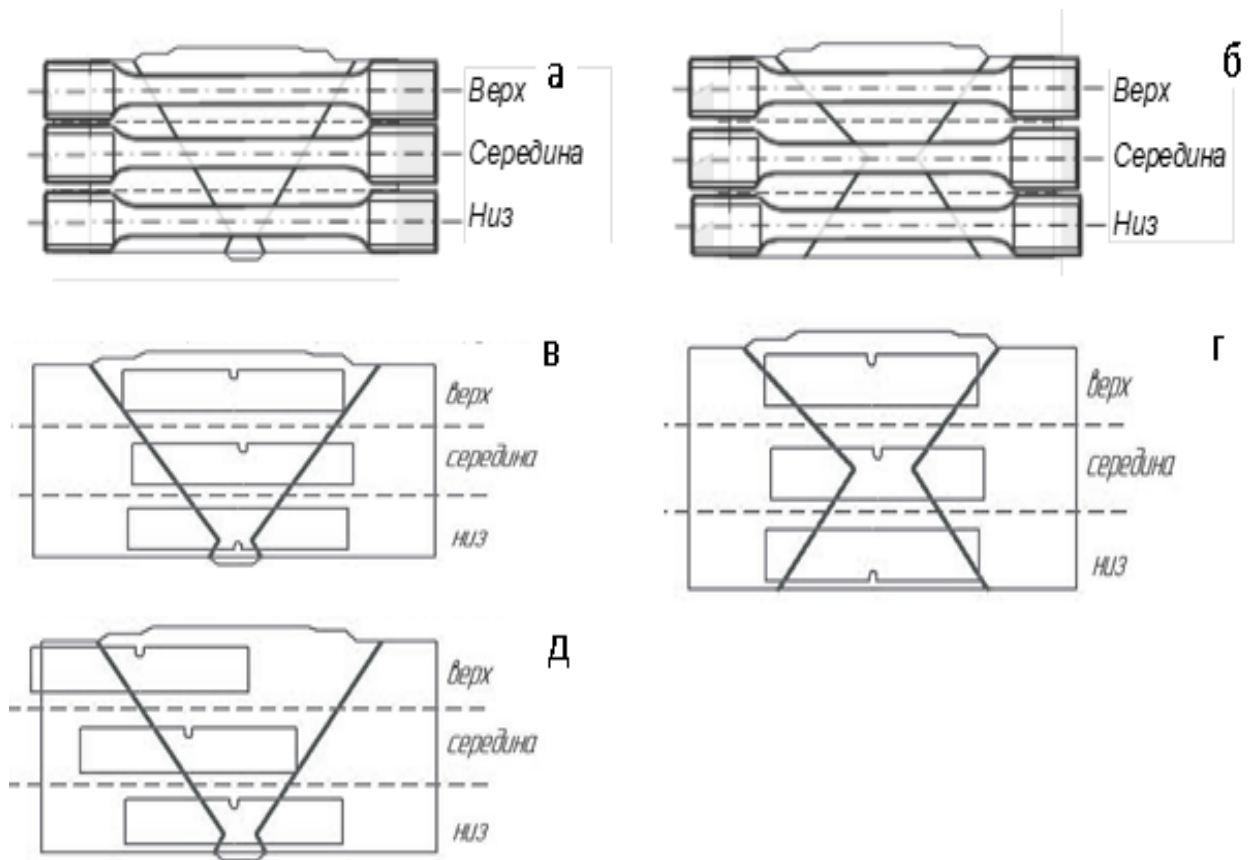 а
Верх
Середина
Низ
б
Верх
Середина
Низ
в
верх
середина
низ
г
верх
середина
низ
д
верх
середина
низ